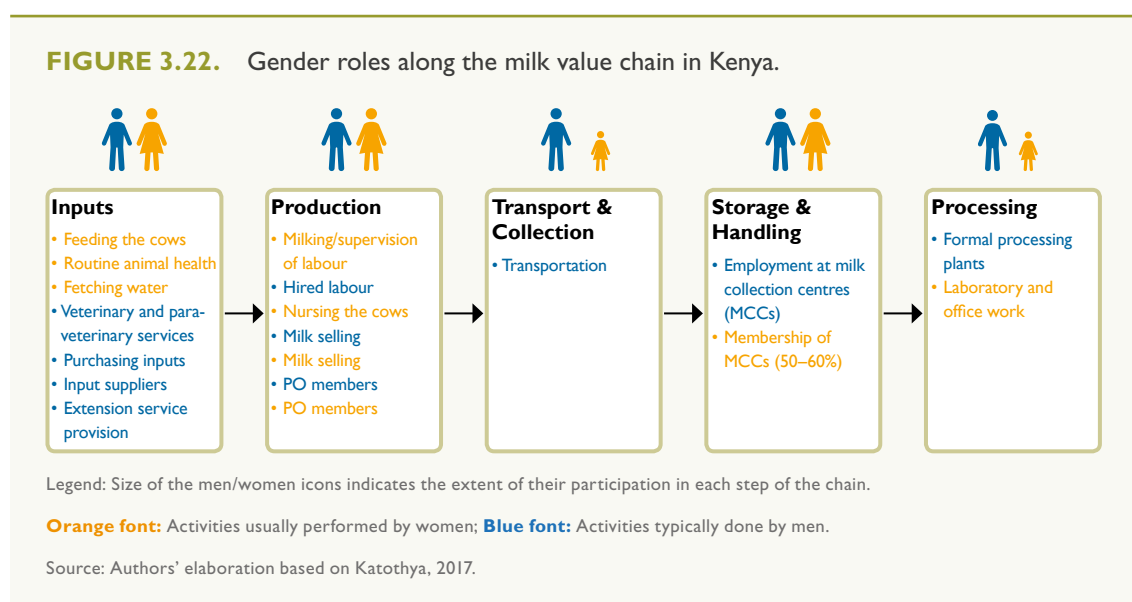 FIGURE 3.22. Gender roles along the milk value chain in Kenya.
Inputs
• Feeding the cows
• Routine animal health
• Fetching water
• Veterinary and para-
veterinary services
• Purchasing inputs
• Input suppliers
• Extension service
provision
Production
• Milking/supervision
of labour
• Hired labour
• Nursing the cows
• Milk selling
• Milk selling
• PO members
• PO members
Transport &
Collection
• Transportation
Storage &
Handling
• Employment at milk
collection centres
(MCCs)
• Membership of
MCCs (50–60%)
Processing
• Formal processing
plants
• Laboratory and
office work
Legend: Size of the men/women icons indicates the extent of their participation in each step of the chain.
Orange font: Activities usually performed by women; Blue font: Activities typically done by men.
Source: Authors’ elaboration based on Katothya, 2017.